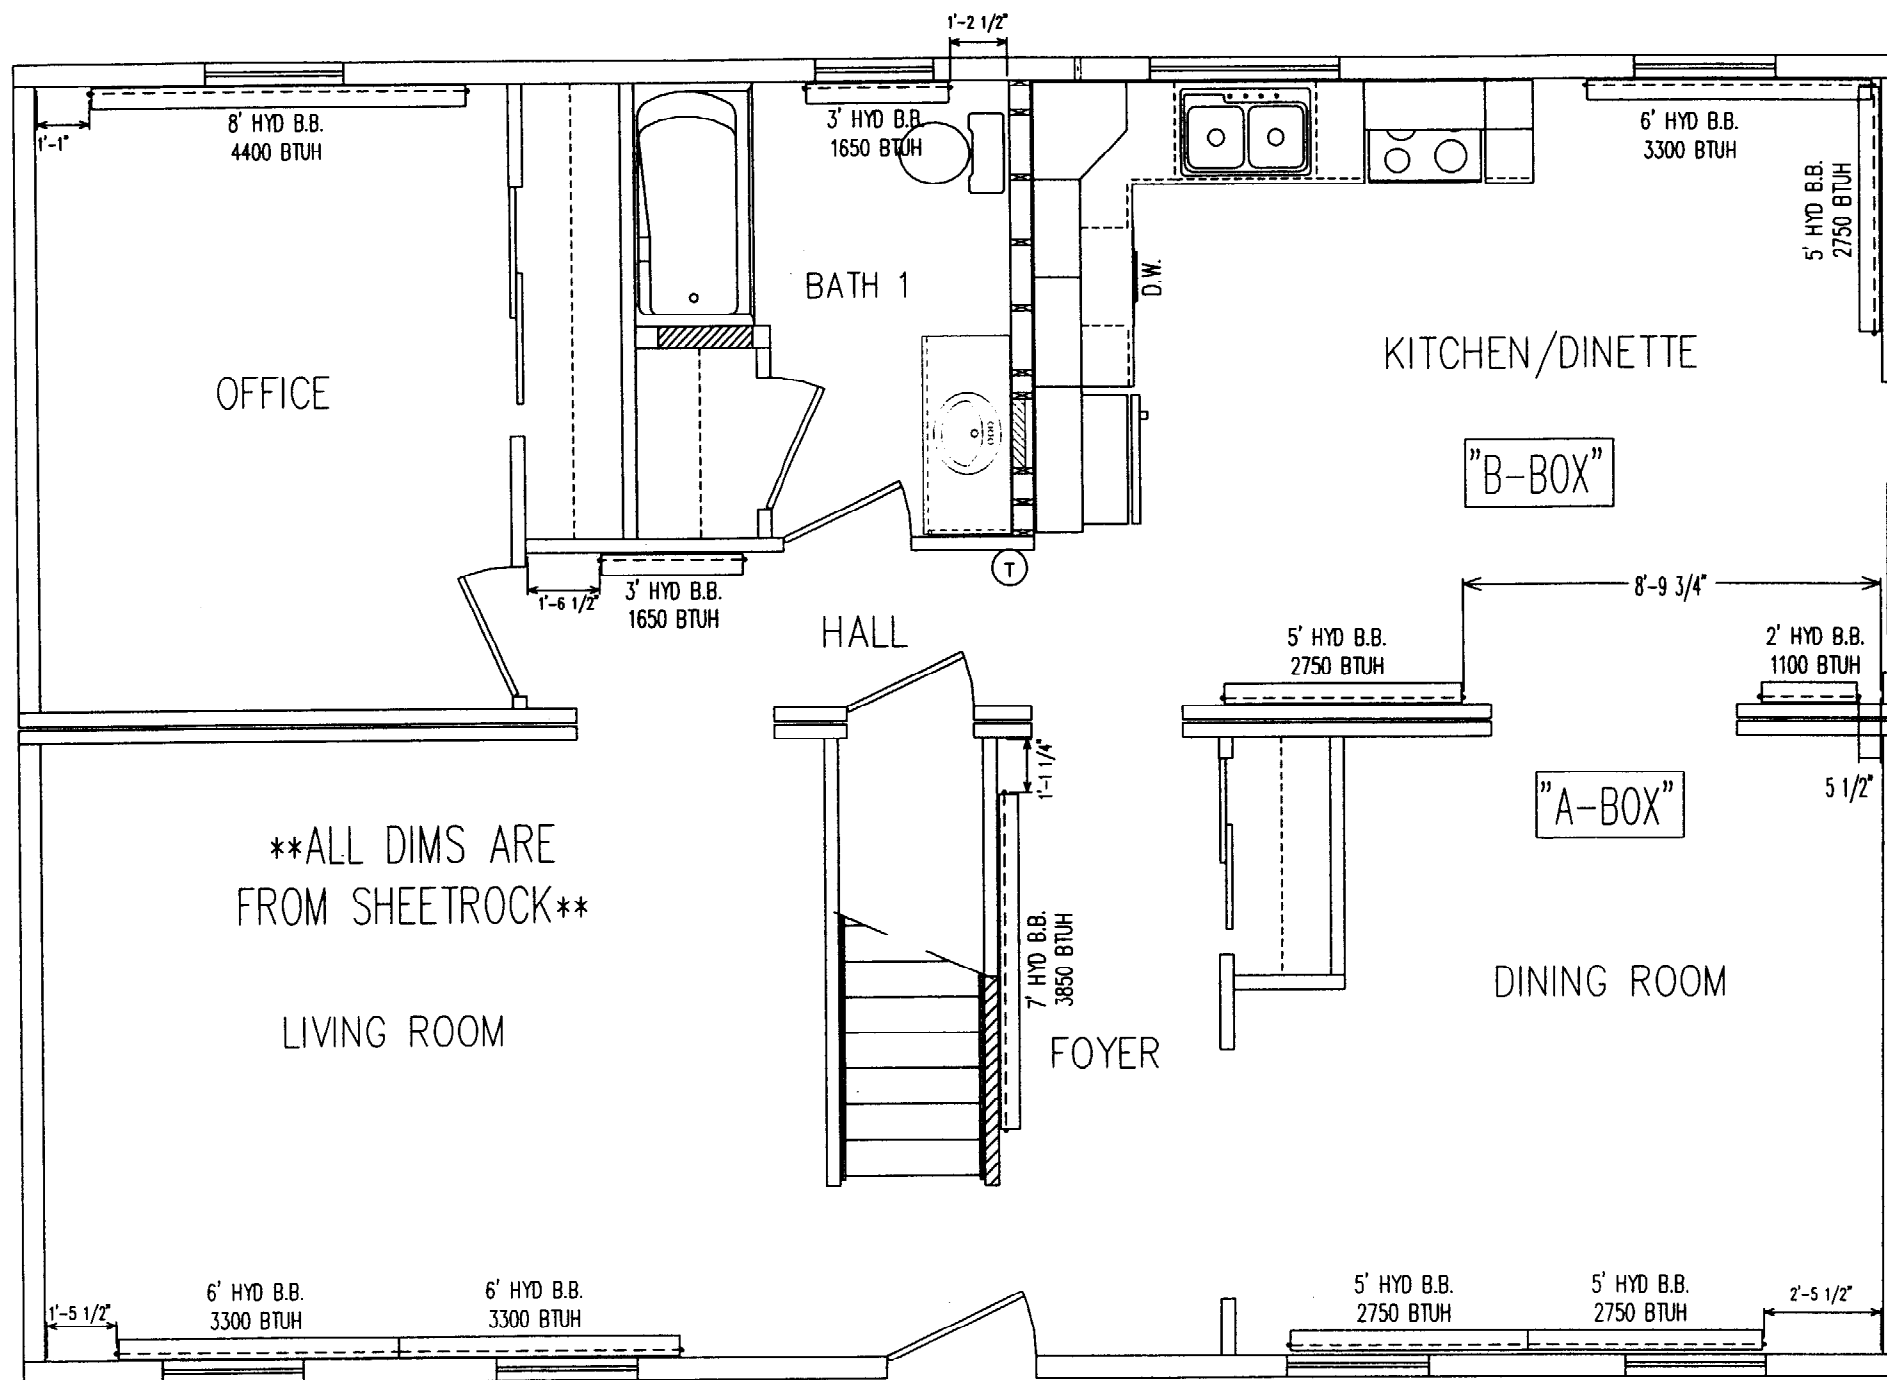 1'-2 1/2"
8' HYD B.B.
4400 BTUH
1'-1"
3' HYD B.B.
1650 BTUH
6' HYD B.B.
3300 BTUH
5' HYD B.B.
2750 BTUH
BATH 1
D.W.
KITCHEN/DINETTE
OFFICE
"B-BOX"
T
1'-6 1/2"
3' HYD B.B.
1650 BTUH
8'-9 3/4"
HALL
5' HYD B.B.
2750 BTUH
2' HYD B.B.
1100 BTUH
1'-1 1/4"
5 1/2"
"A-BOX"
**ALL DIMS ARE
FROM SHEETROCK**
7' HYD B.B.
3850 BTUH
DINING ROOM
LIVING ROOM
FOYER
1'-5 1/2"
6' HYD B.B.
3300 BTUH
6' HYD B.B.
3300 BTUH
5' HYD B.B.
2750 BTUH
5' HYD B.B.
2750 BTUH
2'-5 1/2"